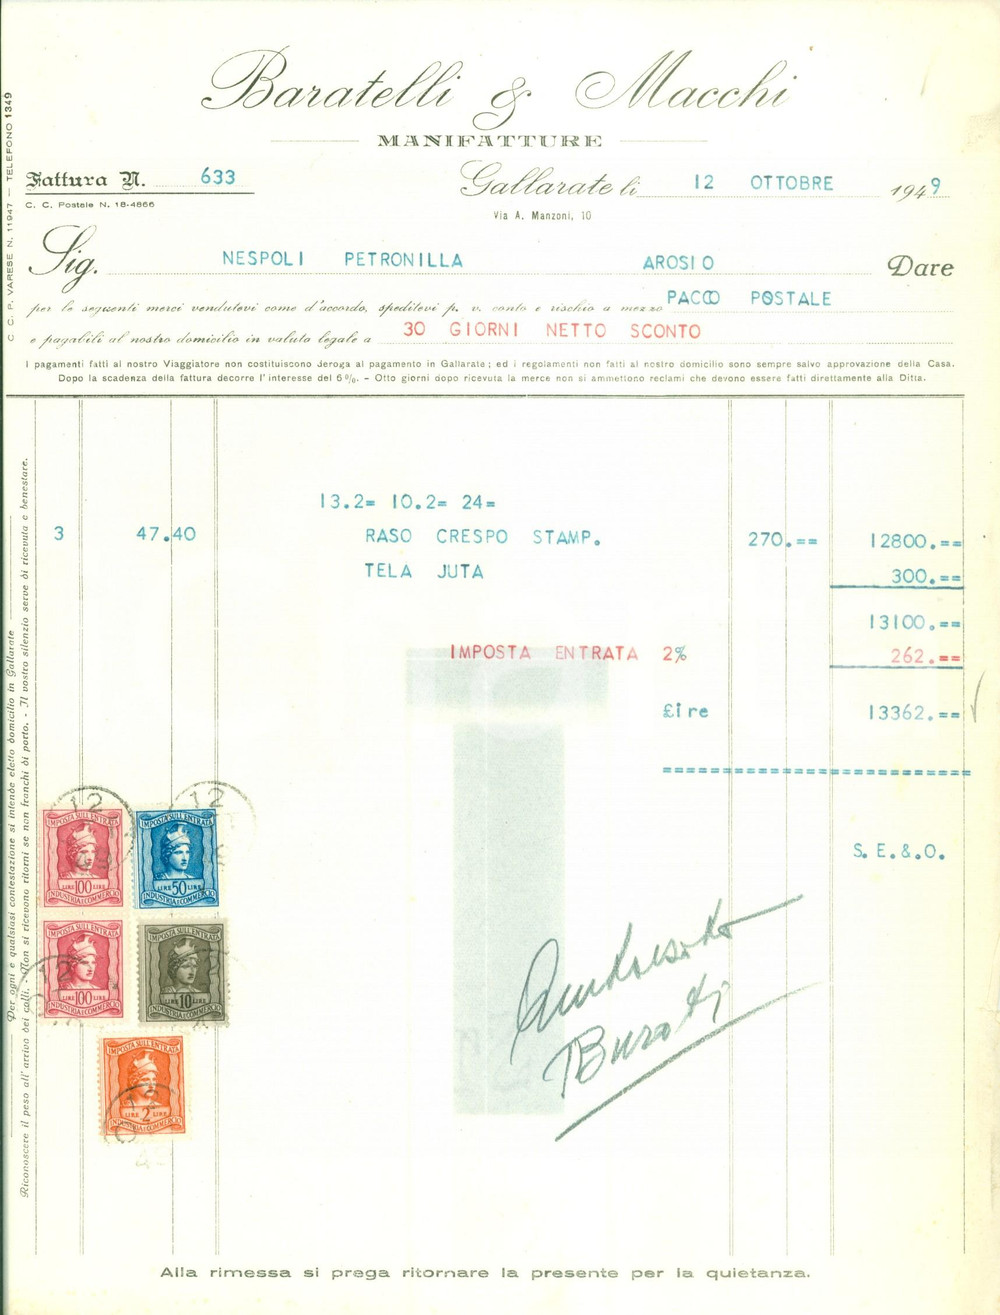 Baratelli & Macchi
MANIFATTURE
Fattura N. 633
C. C. Postale N. 18-4866
Gallarate li 12 OTTOBRE 1949
Via A. Manzoni, 10
Sig. NESPOLI PETRONILLA AROSIO Dare
per le seguenti merci vendutevi come d'accordo, speditevi p. v. conto e rischio a mezzo PACCO POSTALE
e pagabili al nostro domicilio in valuta legale a 30 GIORNI NETTO SCONTO
I pagamenti fatti al nostro Viaggiatore non costituiscono deroga al pagamento in Gallarate; ed i regolamenti non fatti al nostro domicilio sono sempre salvo approvazione della Casa.
Dopo la scadenza della fattura decorre l'interesse del 6%. - Otto giorni dopo ricevuta la merce non si ammettono reclami che devono essere fatti direttamente alla Ditta.
C. C. P. VARESE N. 11947 — TELEFONO 1349
13.2= 10.2= 24=
3 47.40 RASO CRESPO STAMP. 270.== 12800.==
TELA JUTA 300.==
13100.==
IMPOSTA ENTRATA 2% 262.==
£ire 13362.==
S. E. & O.
Per ogni e qualsiasi contestazione si intende eletto domicilio in Gallarate
Riconoscere il peso all'arrivo dei colli. - Non si ricevono ritorni se non franchi di porto. - Il vostro silenzio serve di ricevuta e benestare.
IMPOSTA SULL'ENTRATA
LIRE 100 LIRE
INDUSTRIA E COMMERCIO
IMPOSTA SULL'ENTRATA
LIRE 50 LIRE
INDUSTRIA E COMMERCIO
IMPOSTA SULL'ENTRATA
LIRE 100 LIRE
INDUSTRIA E COMMERCIO
IMPOSTA SULL'ENTRATA
LIRE 10 LIRE
INDUSTRIA E COMMERCIO
IMPOSTA SULL'ENTRATA
LIRE 2 LIRE
INDUSTRIA E COMMERCIO
Alla rimessa si prega ritornare la presente per la quietanza.